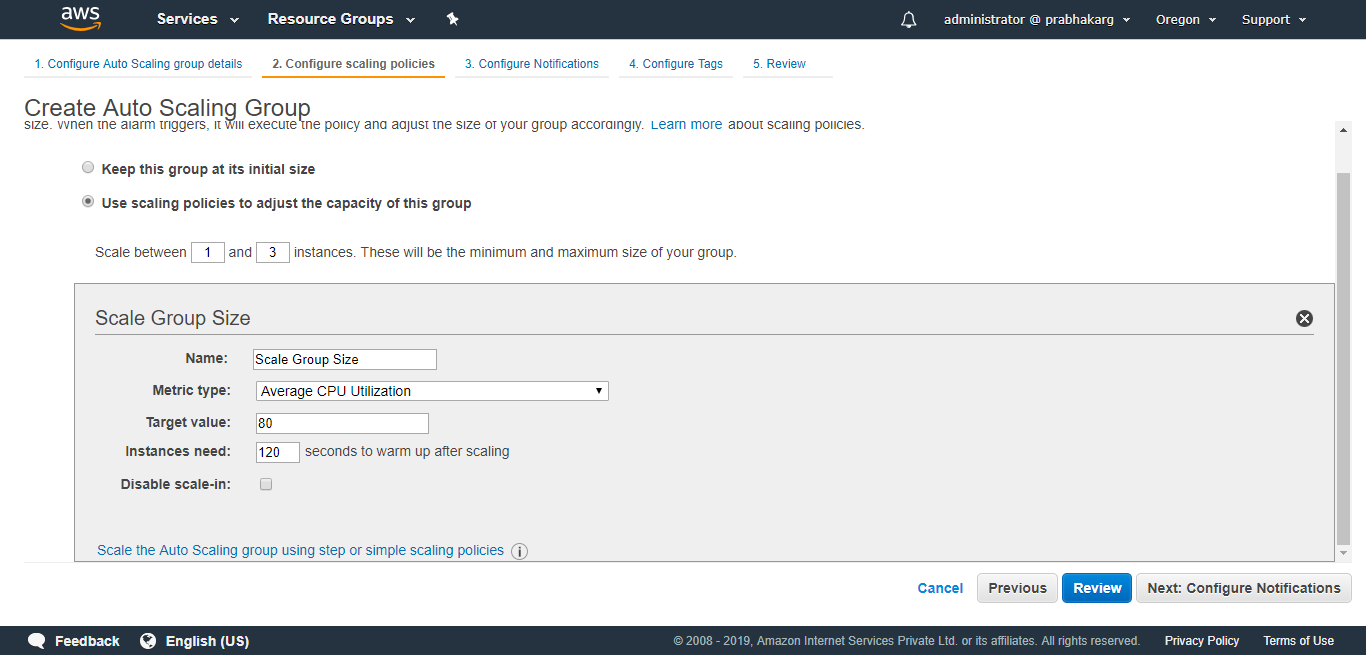 aws Services Resource Groups administrator @ prabhakarg Oregon Support
1. Configure Auto Scaling group details 2. Configure scaling policies 3. Configure Notifications 4. Configure Tags 5. Review
Create Auto Scaling Group
size. When the alarm triggers, it will execute the policy and adjust the size of your group accordingly. Learn more about scaling policies.
Keep this group at its initial size
Use scaling policies to adjust the capacity of this group
Scale between 1 and 3 instances. These will be the minimum and maximum size of your group.
Scale Group Size
Name: Scale Group Size
Metric type: Average CPU Utilization
Target value: 80
Instances need: 120 seconds to warm up after scaling
Disable scale-in:
Scale the Auto Scaling group using step or simple scaling policies i
Cancel Previous Review Next: Configure Notifications
Feedback English (US) © 2008 - 2019, Amazon Internet Services Private Ltd. or its affiliates. All rights reserved. Privacy Policy Terms of Use